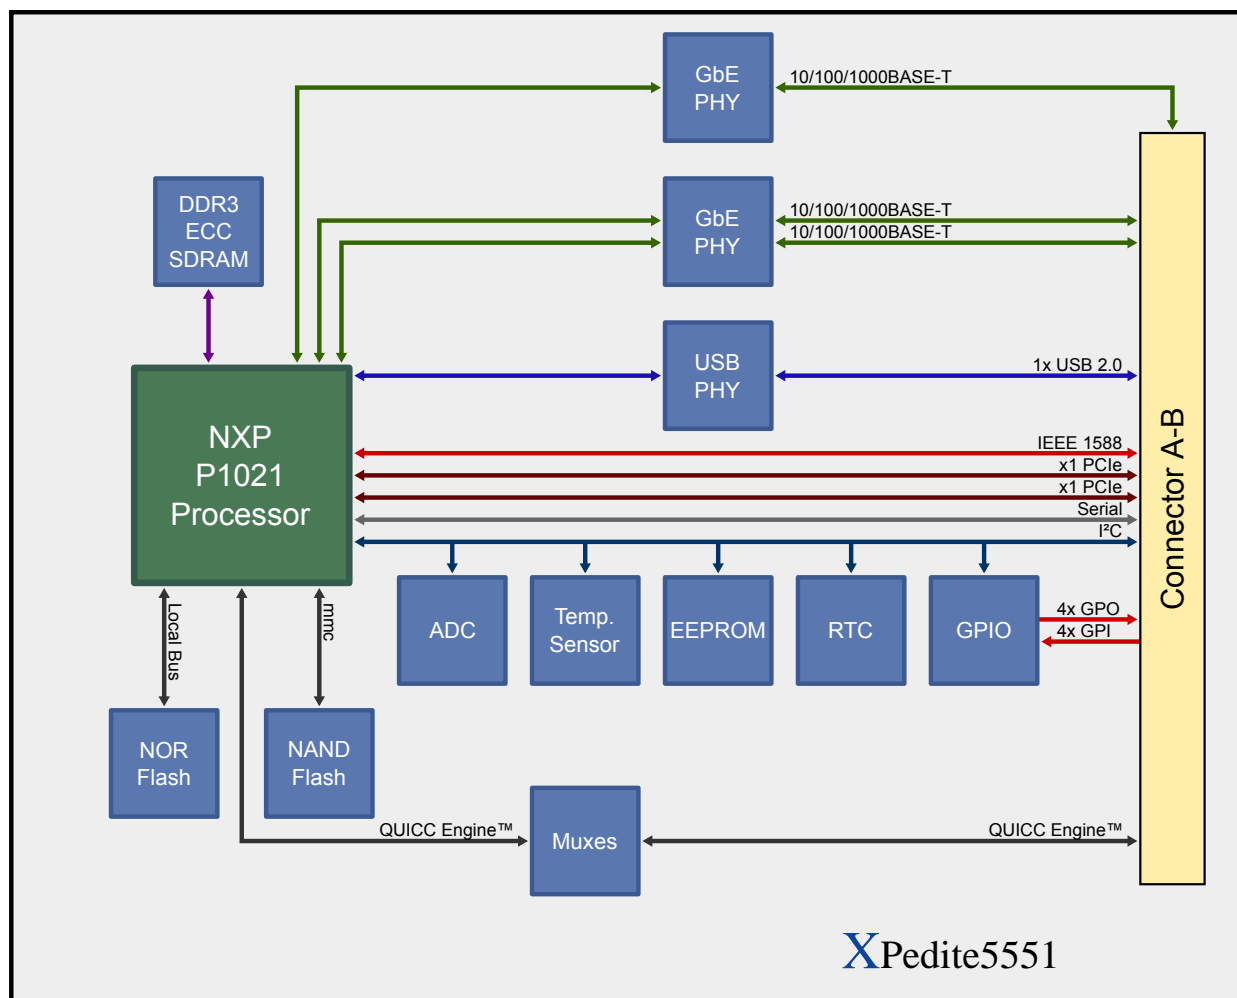 GbE
PHY
10/100/1000BASE-T
DDR3
ECC
SDRAM
GbE
PHY
10/100/1000BASE-T
10/100/1000BASE-T
USB
PHY
1x USB 2.0
NXP
P1021
Processor
IEEE 1588
x1 PCIe
x1 PCIe
Serial
I²C
Connector A-B
Local Bus
mmc
ADC
Temp.
Sensor
EEPROM
RTC
GPIO
4x GPO
4x GPI
NOR
Flash
NAND
Flash
QUICC Engine™
Muxes
QUICC Engine™
XPedite5551